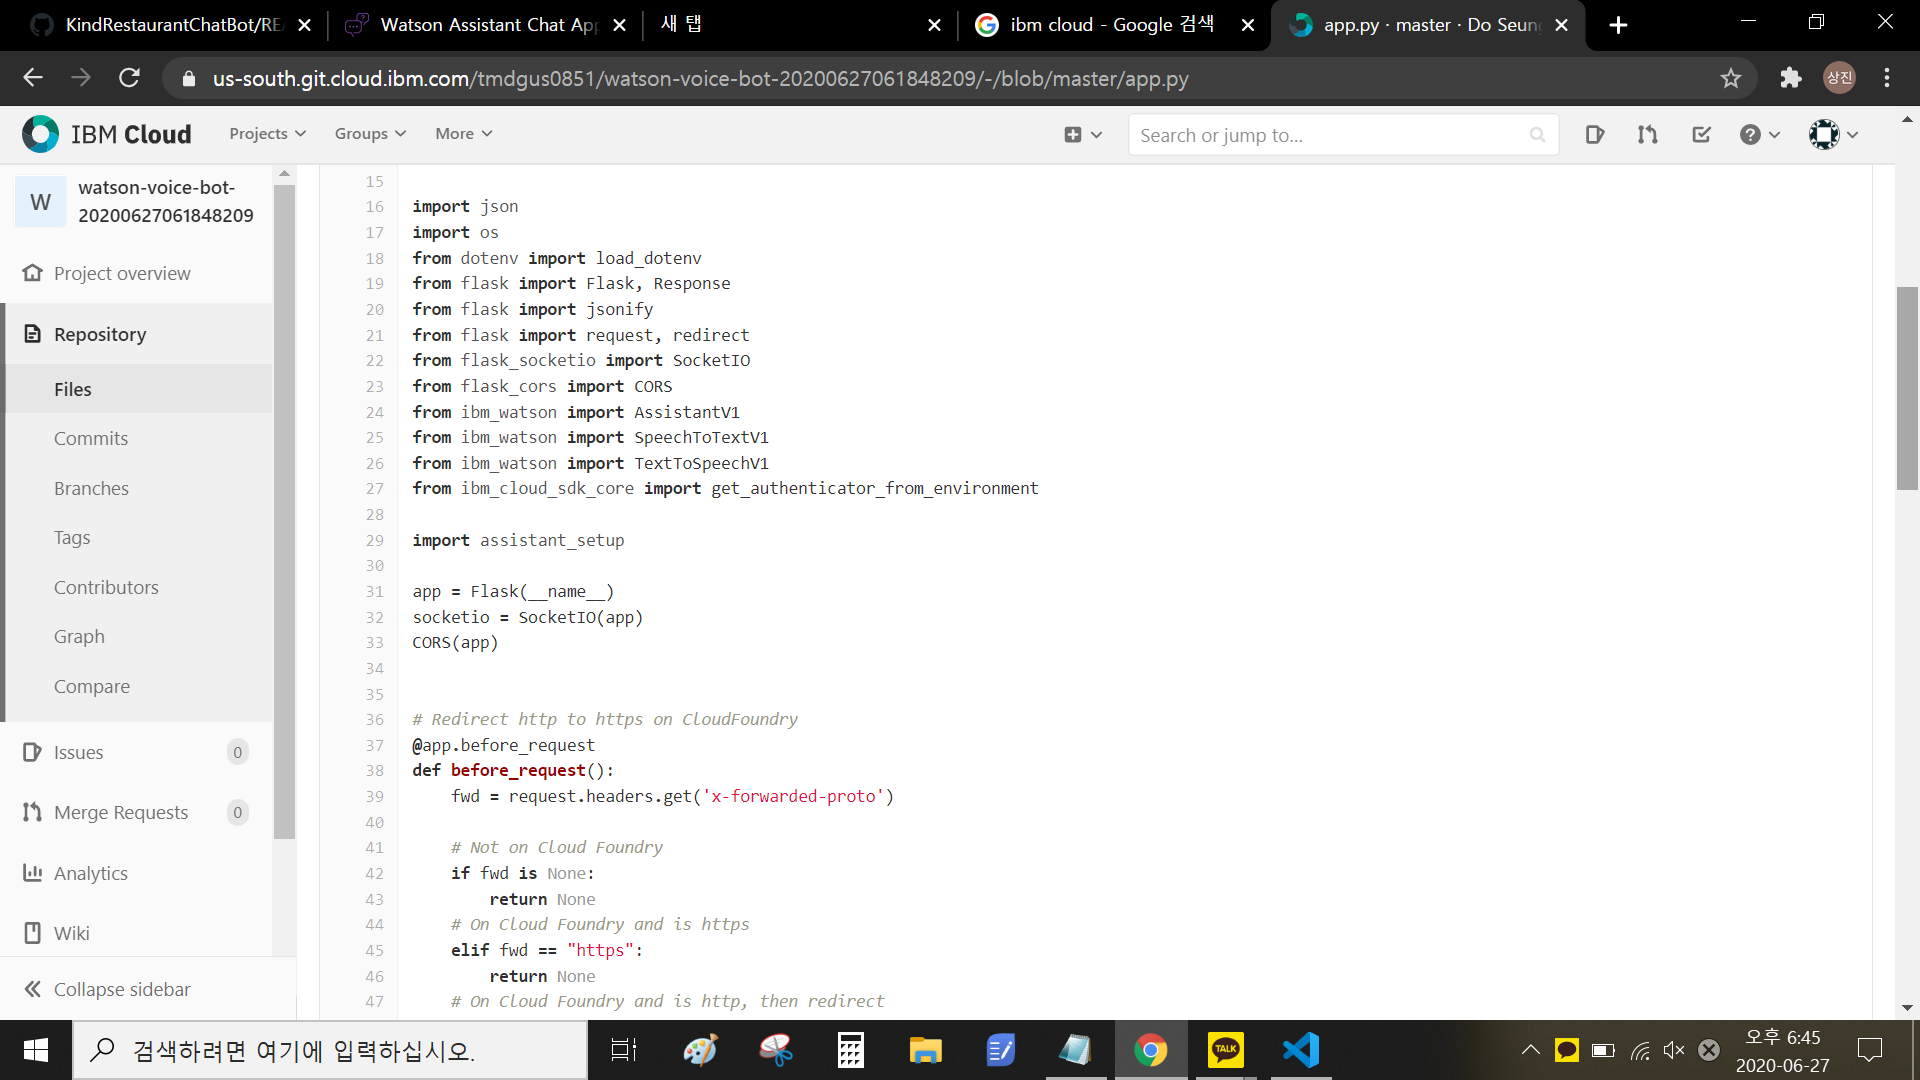 KindRestaurantChatBot/RE
Watson Assistant Chat App
새 탭
ibm cloud - Google 검색
app.py · master · Do Seung
us-south.git.cloud.ibm.com/tmdgus0851/watson-voice-bot-20200627061848209/-/blob/master/app.py
상진
IBM Cloud
Projects
Groups
More
Search or jump to...
W
watson-voice-bot-
20200627061848209
Project overview
Repository
Files
Commits
Branches
Tags
Contributors
Graph
Compare
Issues 0
Merge Requests 0
Analytics
Wiki
Collapse sidebar
15
16 import json
17 import os
18 from dotenv import load_dotenv
19 from flask import Flask, Response
20 from flask import jsonify
21 from flask import request, redirect
22 from flask_socketio import SocketIO
23 from flask_cors import CORS
24 from ibm_watson import AssistantV1
25 from ibm_watson import SpeechToTextV1
26 from ibm_watson import TextToSpeechV1
27 from ibm_cloud_sdk_core import get_authenticator_from_environment
28
29 import assistant_setup
30
31 app = Flask(__name__)
32 socketio = SocketIO(app)
33 CORS(app)
34
35
36 # Redirect http to https on CloudFoundry
37 @app.before_request
38 def before_request():
39     fwd = request.headers.get('x-forwarded-proto')
40
41     # Not on Cloud Foundry
42     if fwd is None:
43         return None
44     # On Cloud Foundry and is https
45     elif fwd == "https":
46         return None
47     # On Cloud Foundry and is http, then redirect
검색하려면 여기에 입력하십시오.
TALK
오후 6:45
2020-06-27